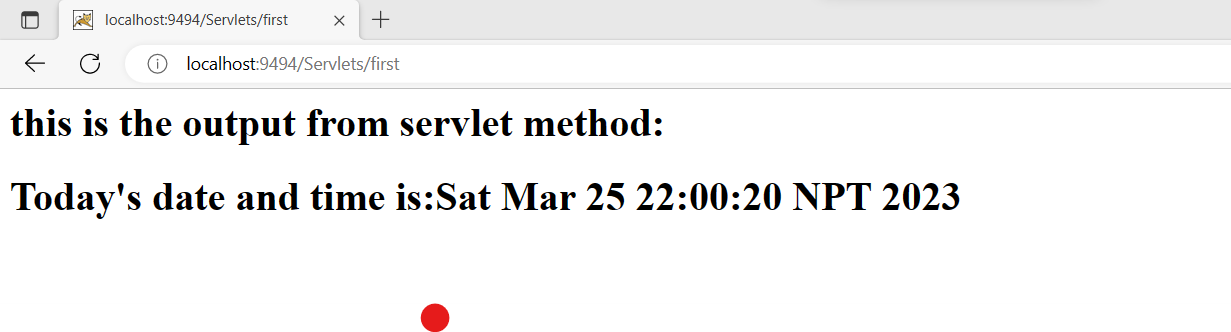 localhost:9494/Servlets/first
localhost:9494/Servlets/first
this is the output from servlet method:
Today's date and time is:Sat Mar 25 22:00:20 NPT 2023